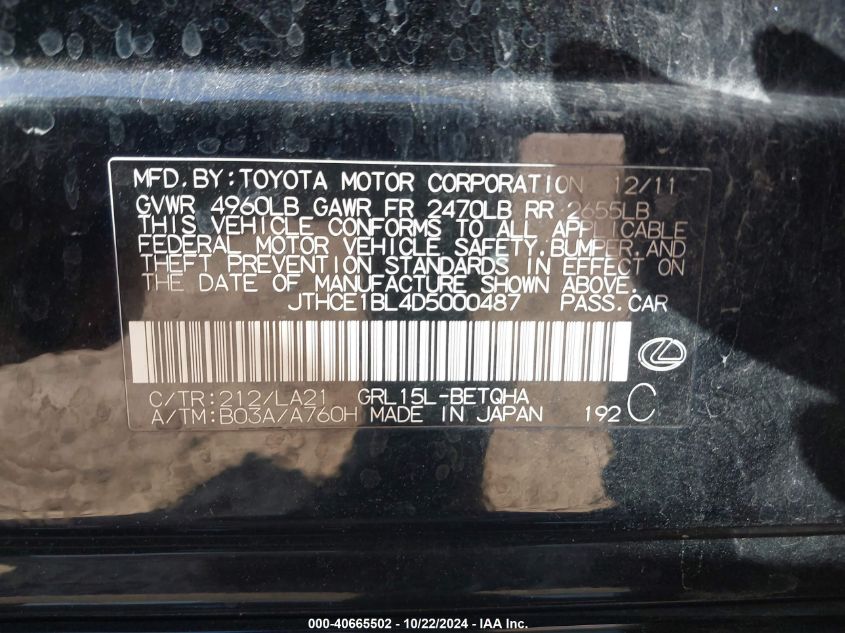 MFD. BY: TOYOTA MOTOR CORPORATION 12/11
GVWR 4960LB GAWR FR 2470LB RR 2655LB
THIS VEHICLE CONFORMS TO ALL APPLICABLE
FEDERAL MOTOR VEHICLE SAFETY, BUMPER, AND
THEFT PREVENTION STANDARDS IN EFFECT ON
THE DATE OF MANUFACTURE SHOWN ABOVE.
JTHCE1BL4D5000487 PASS. CAR
C/TR: 212/LA21 GRL15L-BETQHA
A/TM: B03A/A760H MADE IN JAPAN 192 C
000-40665502 - 10/22/2024 - IAA Inc.